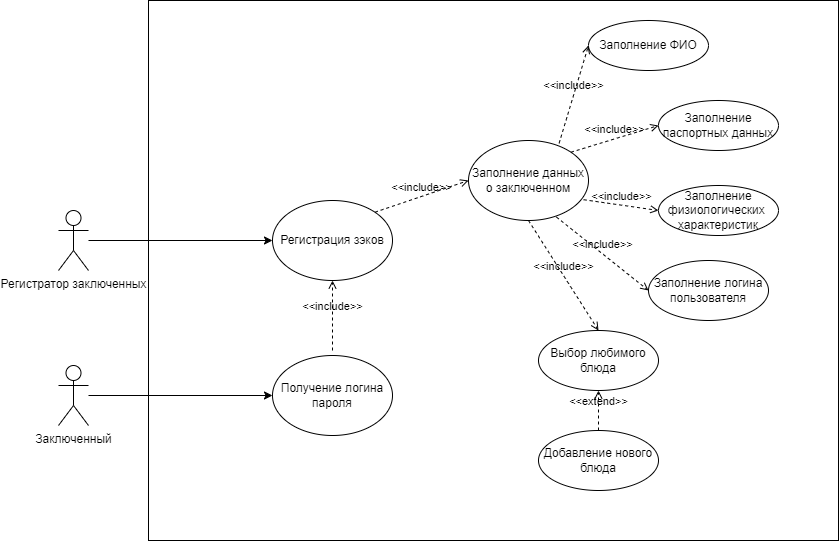 Заполнение ФИО
<<include>>
Заполнение
паспортных данных
<<include>>
Заполнение данных
о заключенном
<<include>>
Заполнение
физиологических
характеристик
<<include>>
Регистрация зэков
<<include>>
<<include>>
Регистратор заключенных
Заполнение логина
пользователя
<<include>>
Выбор любимого
блюда
Получение логина
пароля
<<extend>>
Заключенный
Добавление нового
блюда